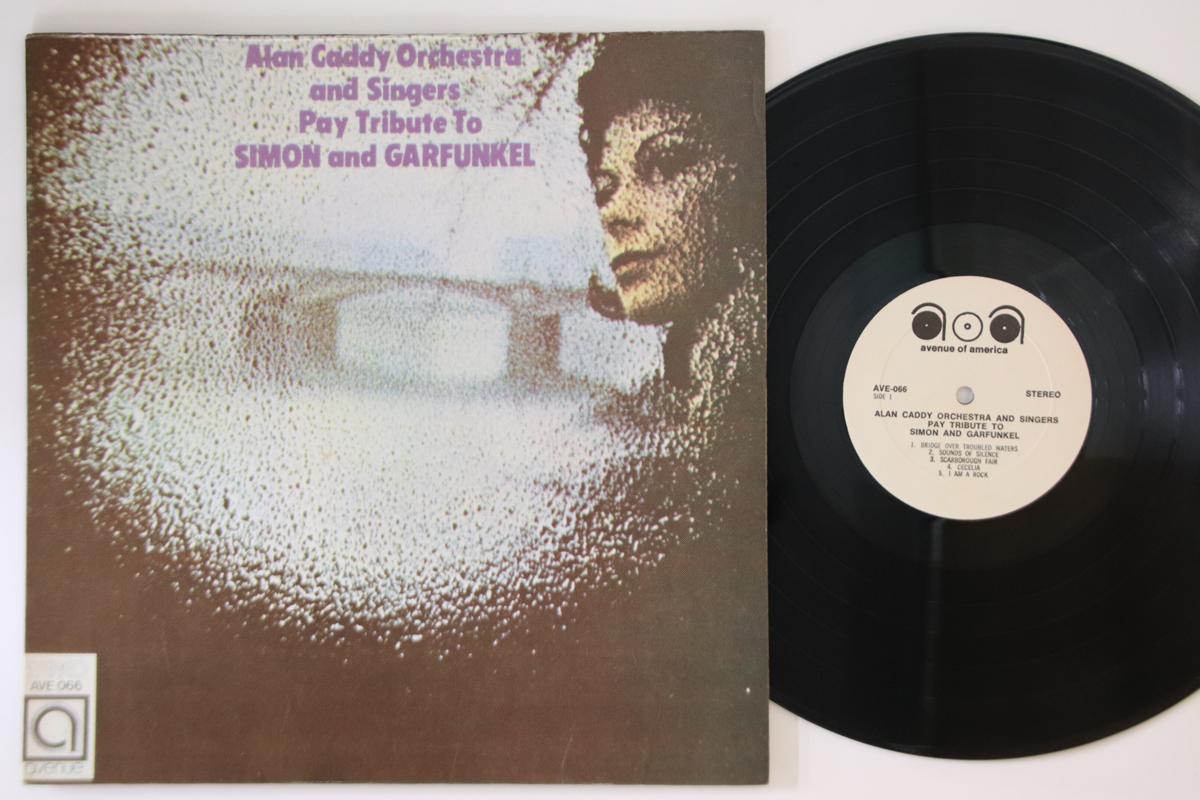 Alan Caddy Orchestra
and Singers
Pay Tribute To
SIMON and GARFUNKEL
AVE 066
avenue
avenue of america
AVE-066
SIDE 1
STEREO
ALAN CADDY ORCHESTRA AND SINGERS
PAY TRIBUTE TO
SIMON AND GARFUNKEL
1. BRIDGE OVER TROUBLED WATERS
2. SOUNDS OF SILENCE
3. SCARBOROUGH FAIR
4. CECELIA
5. I AM A ROCK